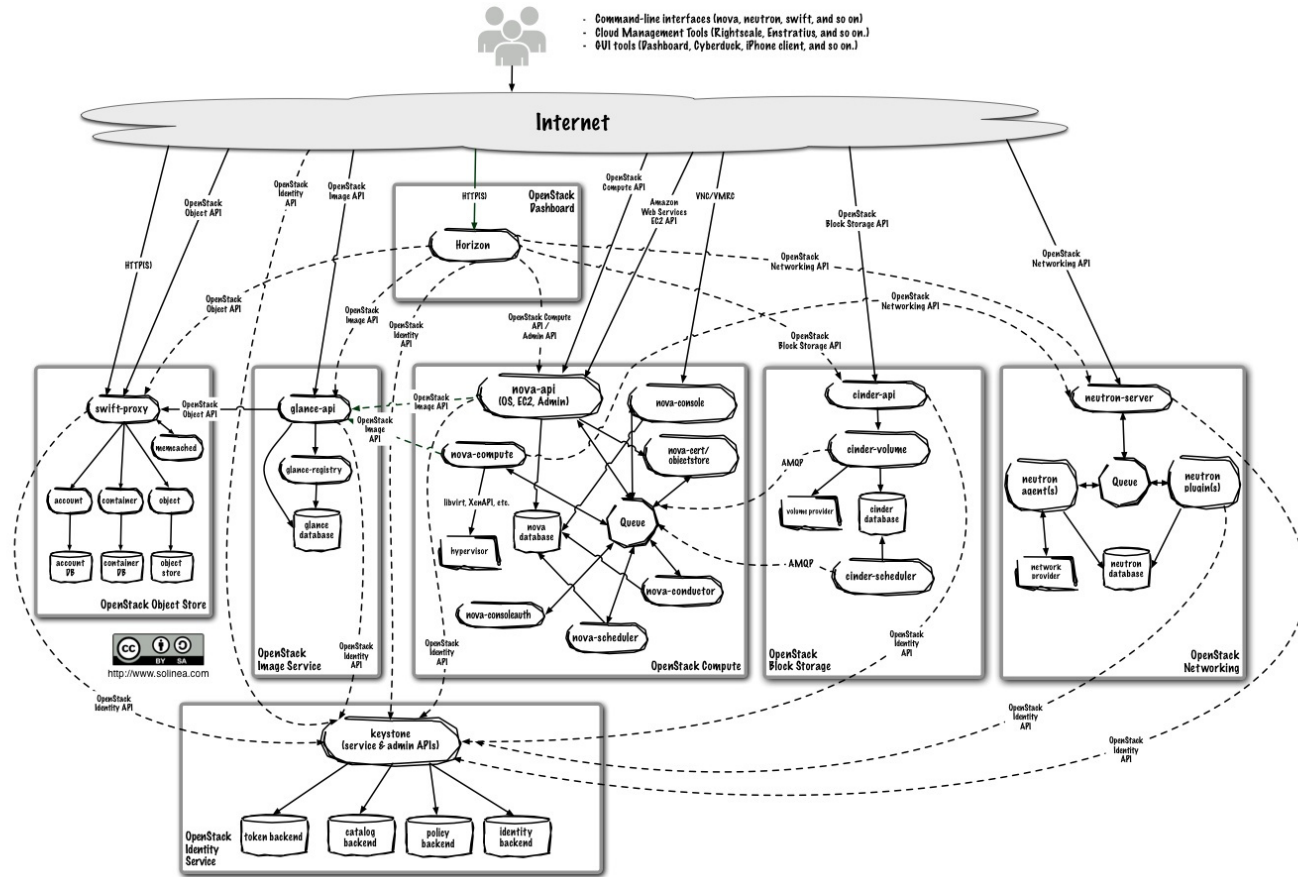 - Command-line interfaces (nova, neutron, swift, and so on)
- Cloud Management Tools (Rightscale, Enstratius, and so on.)
- GUI tools (Dashboard, Cyberduck, iPhone client, and so on.)
Internet
OpenStack
Identity
API
OpenStack
Image API
HTTP(S)
OpenStack
Dashboard
OpenStack
Compute API
Amazon
Web Services
EC2 API
VNC/VMRC
OpenStack
Object API
OpenStack
Block Storage API
Horizon
HTTP(S)
OpenStack
Networking API
OpenStack
Networking API
OpenStack
Object API
OpenStack
Image API
OpenStack
Identity
API
OpenStack Compute
API /
Admin API
OpenStack
Block Storage API
OpenStack
Networking API
swift-proxy
OpenStack
Object API
glance-api
OpenStack
Image API
OpenStack
Image
API
nova-api
(OS, EC2, Admin)
nova-console
cinder-api
neutron-server
memcached
glance-registry
nova-compute
nova-cert/
objectstore
AMQP
cinder-volume
account
container
object
libvirt, XenAPI, etc.
neutron
agent(s)
Queue
neutron
plugin(s)
glance
database
nova
database
Queue
volume provider
cinder
database
hypervisor
account
DB
container
DB
object
store
AMQP
cinder-scheduler
network
provider
neutron
database
nova-conductor
nova-consoleauth
nova-scheduler
OpenStack Object Store
OpenStack
Image Service
OpenStack
Identity
API
OpenStack
Identity
API
OpenStack Compute
OpenStack
Block Storage
OpenStack
Identity
API
OpenStack
Networking
cc
BY SA
http://www.solinea.com
OpenStack
Identity API
OpenStack
Identity
API
OpenStack
Identity
API
keystone
(service & admin APIs)
OpenStack
Identity
Service
token backend
catalog
backend
policy
backend
identity
backend